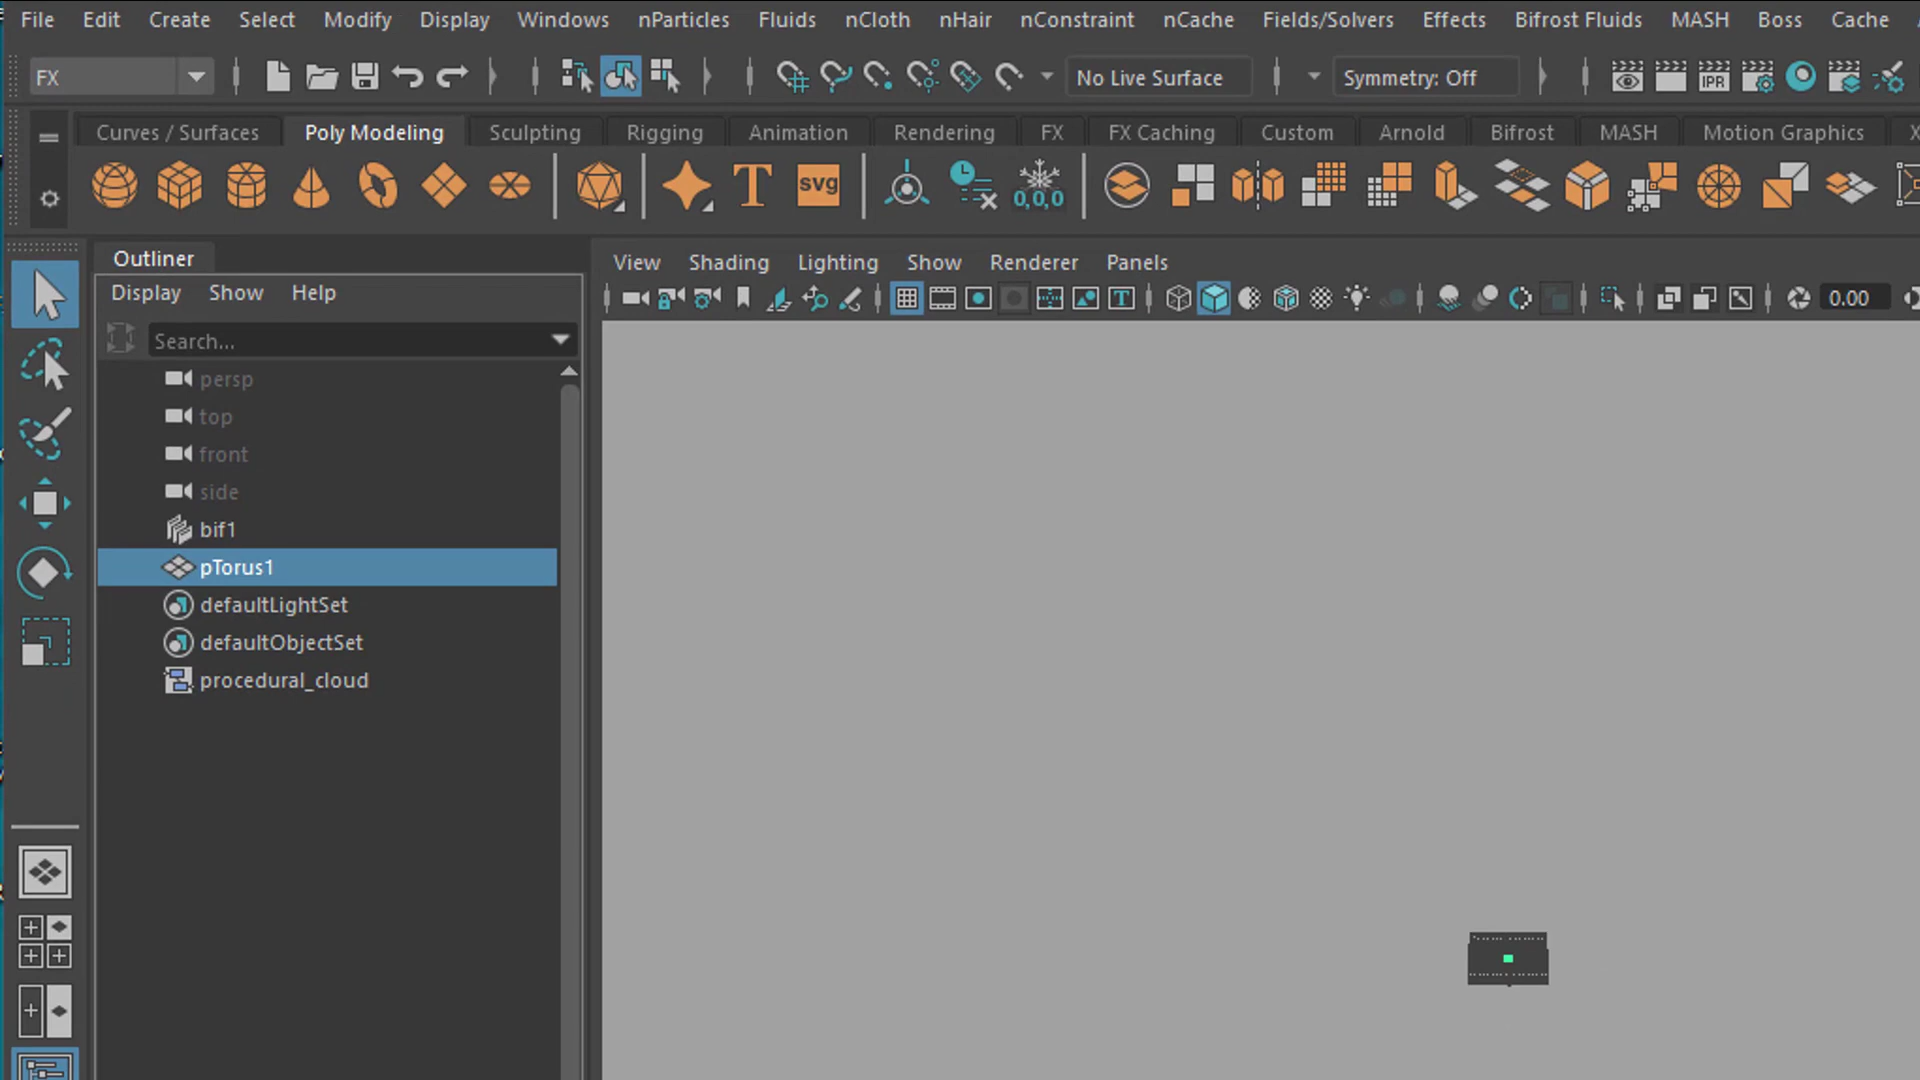 File Edit Create Select Modify Display Windows nParticles Fluids nCloth nHair nConstraint nCache Fields/Solvers Effects Bifrost Fluids MASH Boss Cache
FX No Live Surface Symmetry: Off IPR
Curves / Surfaces Poly Modeling Sculpting Rigging Animation Rendering FX FX Caching Custom Arnold Bifrost MASH Motion Graphics X
T svg 0,0,0
Outliner
View Shading Lighting Show Renderer Panels
Display Show Help
T 0.00
Search...
persp
top
front
side
bif1
pTorus1
defaultLightSet
defaultObjectSet
procedural_cloud